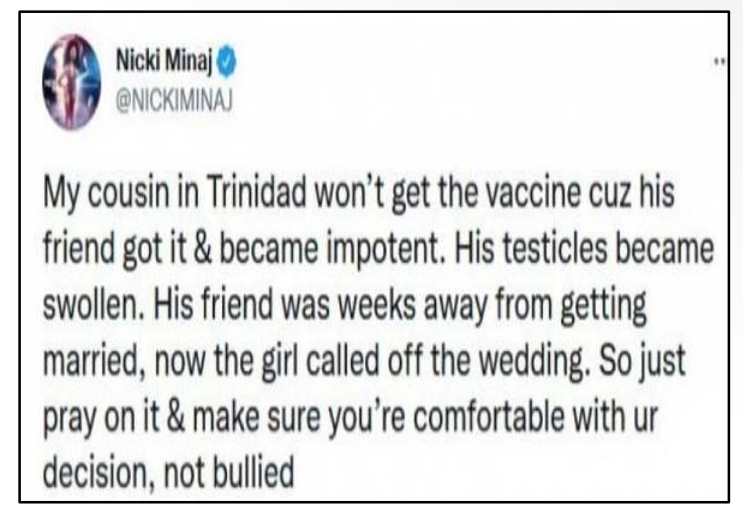 Nicki Minaj
@NICKIMINAJ
My cousin in Trinidad won’t get the vaccine cuz his
friend got it & became impotent. His testicles became
swollen. His friend was weeks away from getting
married, now the girl called off the wedding. So just
pray on it & make sure you’re comfortable with ur
decision, not bullied